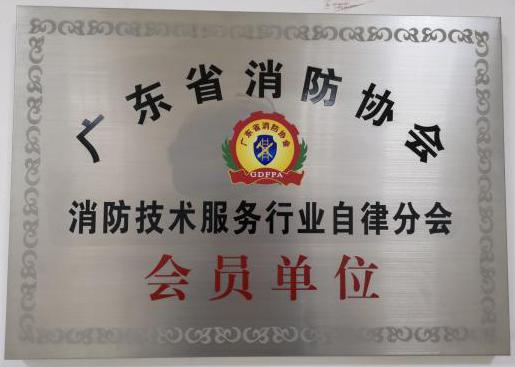 广东省消防协会
广东省消防协会
GDFPA
消防技术服务行业自律分会
会员单位